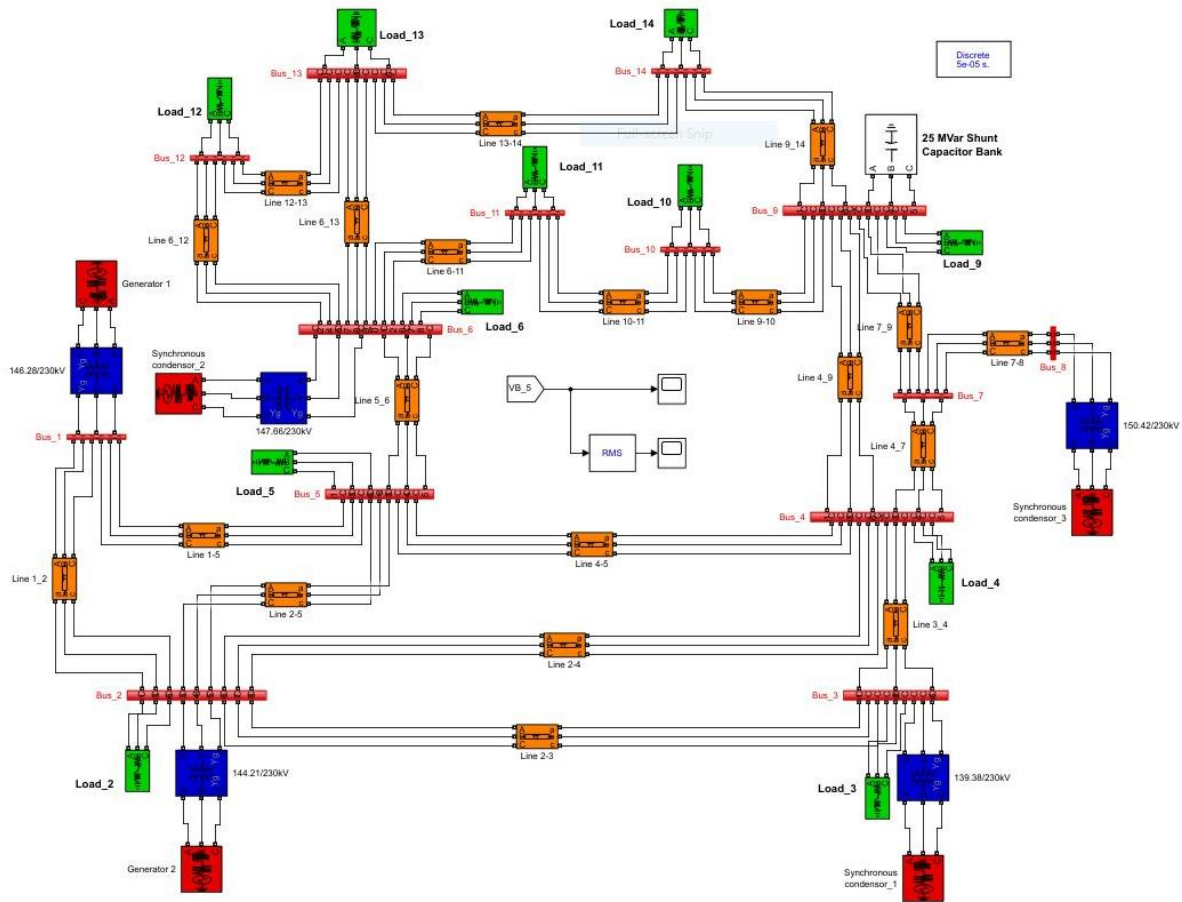 Load_13
Load_14
Discrete
5e-05 s.
Bus_13
Bus_14
Load_12
Line 13-14
Full-screen Snip
Line 9_14
25 MVar Shunt
Capacitor Bank
A
B
C
Bus_12
Load_11
Line 12-13
Load_10
Bus_11
Bus_9
Line 6_13
Line 6_12
Bus_10
Line 6-11
Load_9
Generator 1
Line 10-11
Line 9-10
Line 7_9
Load_6
Bus_6
Line 7-8
Bus_8
146.28/230kV
Synchronous
condensor_2
Line 5_6
VB_5
Line 4_9
Bus_7
147.66/230kV
150.42/230kV
Bus_1
RMS
Line 4_7
Load_5
Bus_5
Synchronous
condensor_3
Bus_4
Line 1-5
Line 4-5
Line 1_2
Load_4
Line 2-5
Line 3_4
Line 2-4
Bus_2
Bus_3
Line 2-3
Load_2
144.21/230kV
Load_3
139.38/230kV
Generator 2
Synchronous
condensor_1